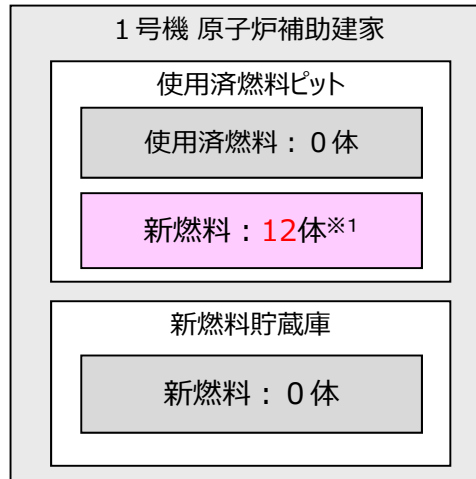 １号機 原子炉補助建家
使用済燃料ピット
使用済燃料：０体
新燃料：12体※1
新燃料貯蔵庫
新燃料：０体